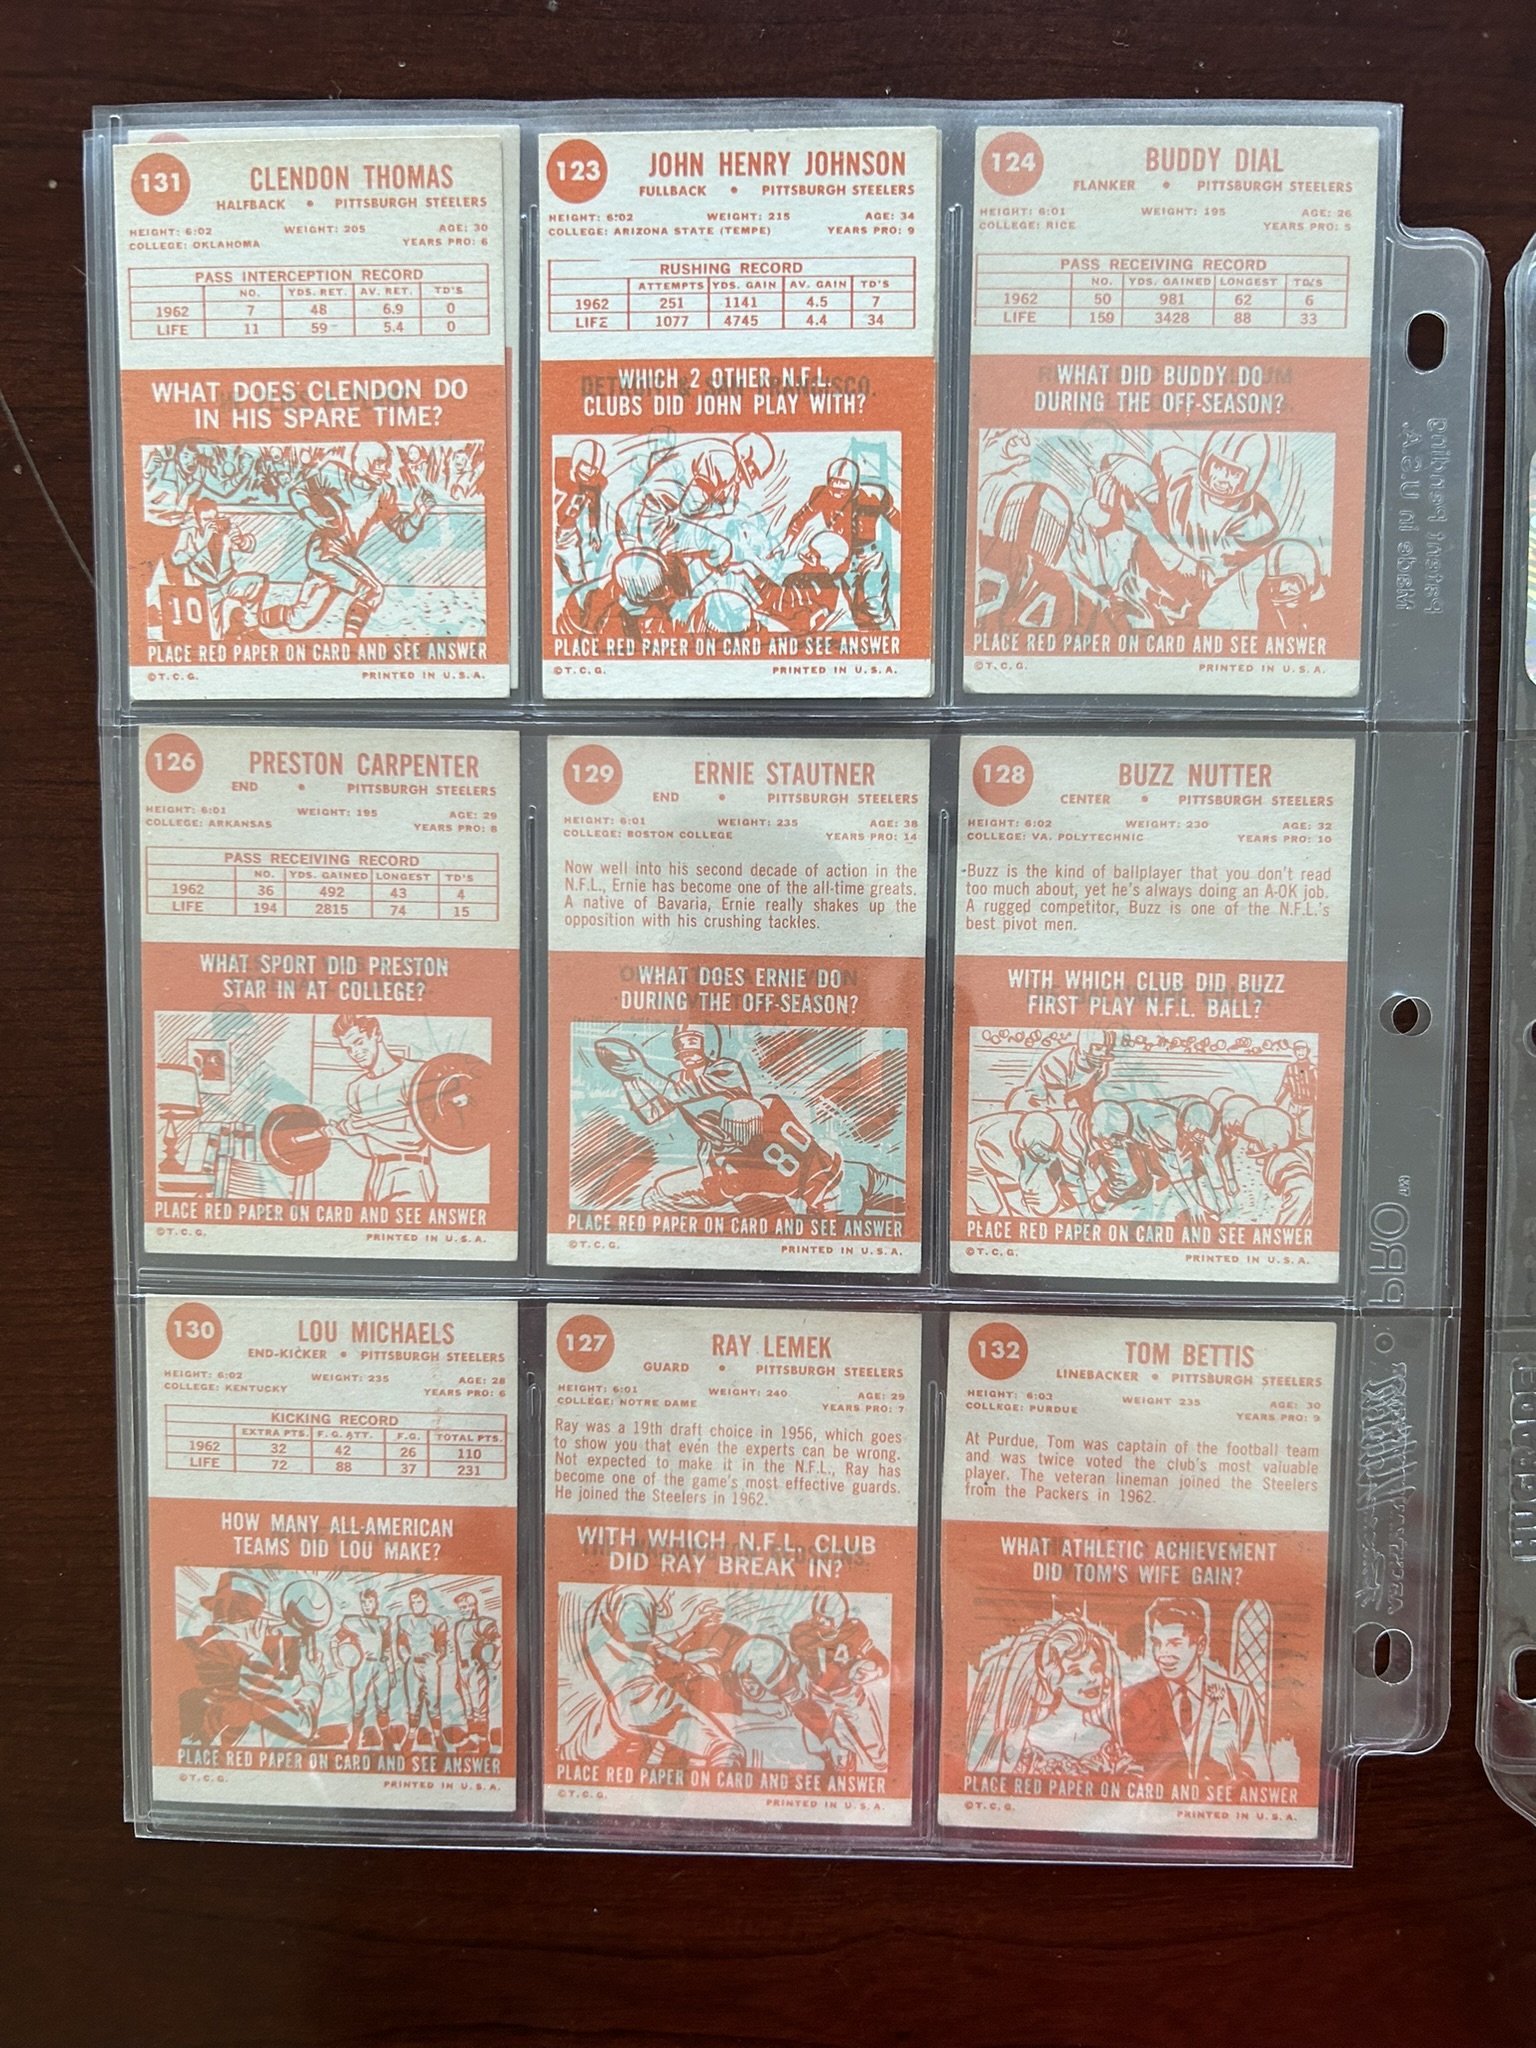 131
CLENDON THOMAS
HALFBACK • PITTSBURGH STEELERS
HEIGHT: 6:02 WEIGHT: 205 AGE: 30
COLLEGE: OKLAHOMA YEARS PRO: 6
PASS INTERCEPTION RECORD
NO. YDS. RET. AV. RET. TD'S
1962 7 48 6.9 0
LIFE 11 59 5.4 0
WHAT DOES CLENDON DO
IN HIS SPARE TIME?
10
PLACE RED PAPER ON CARD AND SEE ANSWER
©T.C.G. PRINTED IN U.S.A.
123
JOHN HENRY JOHNSON
FULLBACK • PITTSBURGH STEELERS
HEIGHT: 6:02 WEIGHT: 215 AGE: 34
COLLEGE: ARIZONA STATE (TEMPE) YEARS PRO: 9
RUSHING RECORD
ATTEMPTS YDS. GAIN AV. GAIN TD'S
1962 251 1141 4.5 7
LIFE 1077 4745 4.4 34
WHICH 2 OTHER N.F.L.
CLUBS DID JOHN PLAY WITH?
DETROIT & SAN FRANCISCO.
PLACE RED PAPER ON CARD AND SEE ANSWER
©T.C.G. PRINTED IN U.S.A.
124
BUDDY DIAL
FLANKER • PITTSBURGH STEELERS
HEIGHT: 6:01 WEIGHT: 195 AGE: 26
COLLEGE: RICE YEARS PRO: 5
PASS RECEIVING RECORD
NO. YDS. GAINED LONGEST TD'S
1962 50 981 62 6
LIFE 159 3428 88 33
WHAT DID BUDDY DO
DURING THE OFF-SEASON?
PLACE RED PAPER ON CARD AND SEE ANSWER
©T.C.G. PRINTED IN U.S.A.
126
PRESTON CARPENTER
END • PITTSBURGH STEELERS
HEIGHT: 6:01 WEIGHT: 195 AGE: 29
COLLEGE: ARKANSAS YEARS PRO: 8
PASS RECEIVING RECORD
NO. YDS. GAINED LONGEST TD'S
1962 36 492 43 4
LIFE 194 2815 74 15
WHAT SPORT DID PRESTON
STAR IN AT COLLEGE?
PLACE RED PAPER ON CARD AND SEE ANSWER
©T.C.G. PRINTED IN U.S.A.
129
ERNIE STAUTNER
END • PITTSBURGH STEELERS
HEIGHT: 6:01 WEIGHT: 235 AGE: 38
COLLEGE: BOSTON COLLEGE YEARS PRO: 14
Now well into his second decade of action in the
N.F.L., Ernie has become one of the all-time greats.
A native of Bavaria, Ernie really shakes up the
opposition with his crushing tackles.
WHAT DOES ERNIE DO
DURING THE OFF-SEASON?
80
PLACE RED PAPER ON CARD AND SEE ANSWER
©T.C.G. PRINTED IN U.S.A.
128
BUZZ NUTTER
CENTER • PITTSBURGH STEELERS
HEIGHT: 6:02 WEIGHT: 230 AGE: 32
COLLEGE: VA. POLYTECHNIC YEARS PRO: 10
Buzz is the kind of ballplayer that you don't read
too much about, yet he's always doing an A-OK job.
A rugged competitor, Buzz is one of the N.F.L.'s
best pivot men.
WITH WHICH CLUB DID BUZZ
FIRST PLAY N.F.L. BALL?
PLACE RED PAPER ON CARD AND SEE ANSWER
©T.C.G. PRINTED IN U.S.A.
130
LOU MICHAELS
END-KICKER • PITTSBURGH STEELERS
HEIGHT: 6:02 WEIGHT: 235 AGE: 28
COLLEGE: KENTUCKY YEARS PRO: 6
KICKING RECORD
EXTRA PTS. F.G. ATT. F.G. TOTAL PTS.
1962 32 42 26 110
LIFE 72 88 37 231
HOW MANY ALL-AMERICAN
TEAMS DID LOU MAKE?
PLACE RED PAPER ON CARD AND SEE ANSWER
©T.C.G. PRINTED IN U.S.A.
127
RAY LEMEK
GUARD • PITTSBURGH STEELERS
HEIGHT: 6:01 WEIGHT: 240 AGE: 29
COLLEGE: NOTRE DAME YEARS PRO: 7
Ray was a 19th draft choice in 1956, which goes
to show you that even the experts can be wrong.
Not expected to make it in the N.F.L., Ray has
become one of the game's most effective guards.
He joined the Steelers in 1962.
WITH WHICH N.F.L. CLUB
DID RAY BREAK IN?
14
PLACE RED PAPER ON CARD AND SEE ANSWER
©T.C.G. PRINTED IN U.S.A.
132
TOM BETTIS
LINEBACKER • PITTSBURGH STEELERS
HEIGHT: 6:03 WEIGHT: 235 AGE: 30
COLLEGE: PURDUE YEARS PRO: 9
At Purdue, Tom was captain of the football team
and was twice voted the club's most valuable
player. The veteran lineman joined the Steelers
from the Packers in 1962.
WHAT ATHLETIC ACHIEVEMENT
DID TOM'S WIFE GAIN?
PLACE RED PAPER ON CARD AND SEE ANSWER
©T.C.G. PRINTED IN U.S.A.
patent pending
Made in U.S.A.
PRO